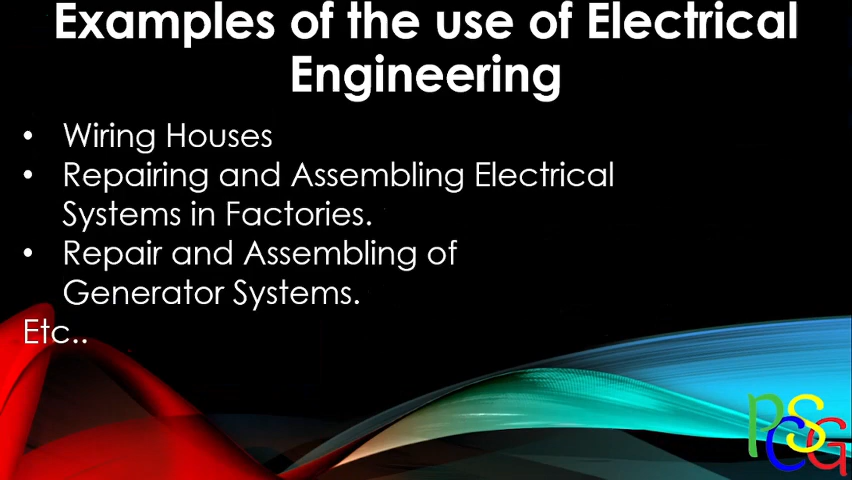 Examples of the use of Electrical
Engineering
• Wiring Houses
• Repairing and Assembling Electrical
Systems in Factories.
• Repair and Assembling of
Generator Systems.
Etc..
PCSG